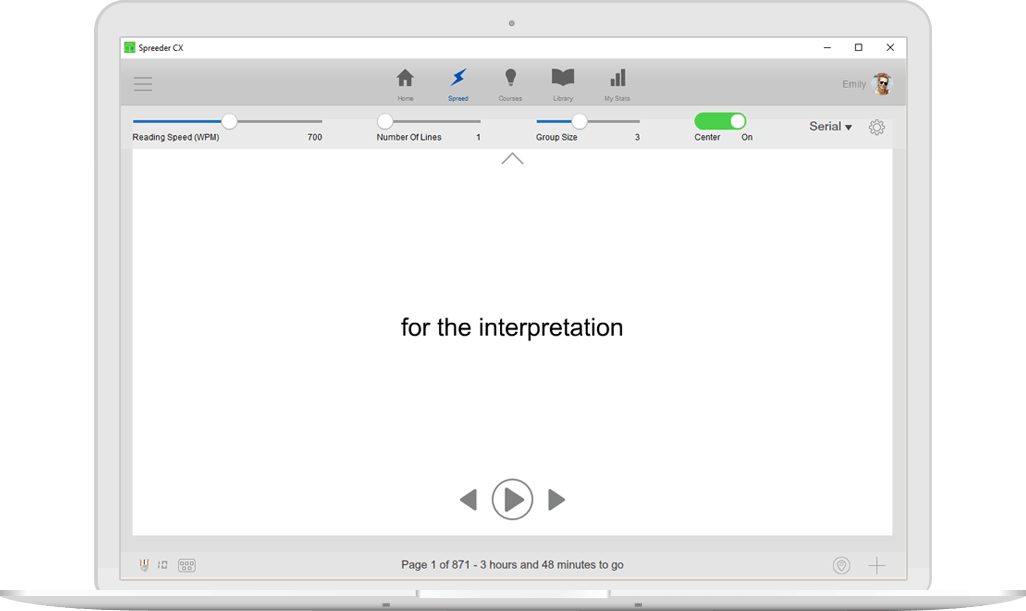 Spreeder CX
Home Spreed Courses Library My Stats
Emily
Reading Speed (WPM) 700 Number Of Lines 1 Group Size 3 Center On
Serial
for the interpretation
10
Page 1 of 871 - 3 hours and 48 minutes to go